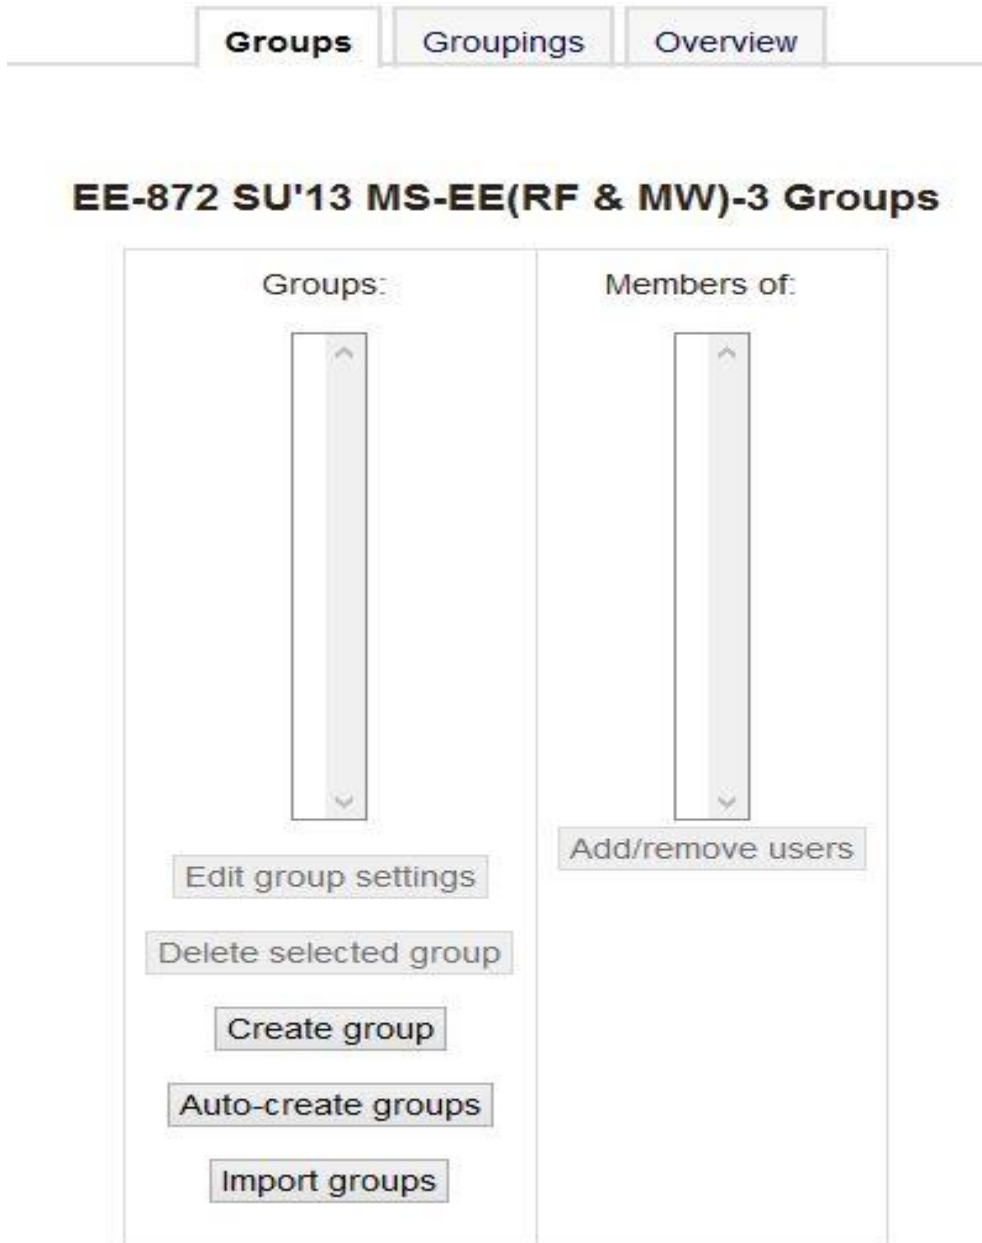 Groups Groupings Overview
EE-872 SU'13 MS-EE(RF & MW)-3 Groups
Groups:
Members of:
Add/remove users
Edit group settings
Delete selected group
Create group
Auto-create groups
Import groups